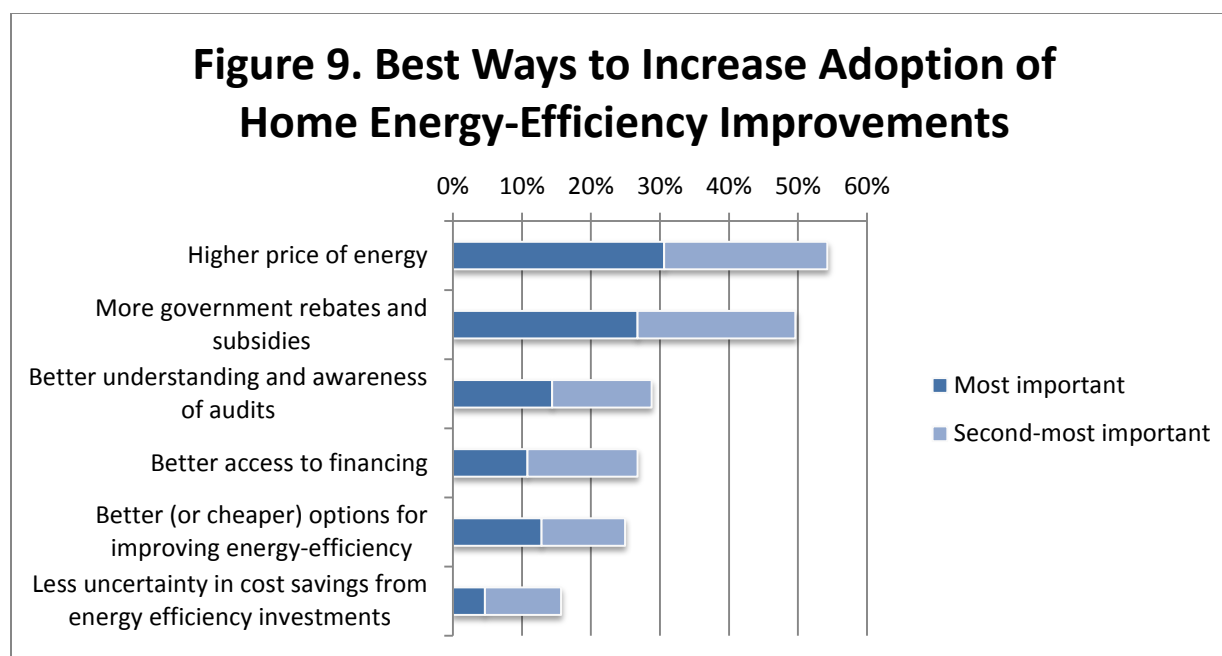 Figure 9. Best Ways to Increase Adoption of
Home Energy-Efficiency Improvements
0% 10% 20% 30% 40% 50% 60%
Higher price of energy
More government rebates and
subsidies
Better understanding and awareness
of audits
Better access to financing
Better (or cheaper) options for
improving energy-efficiency
Less uncertainty in cost savings from
energy efficiency investments
Most important
Second-most important